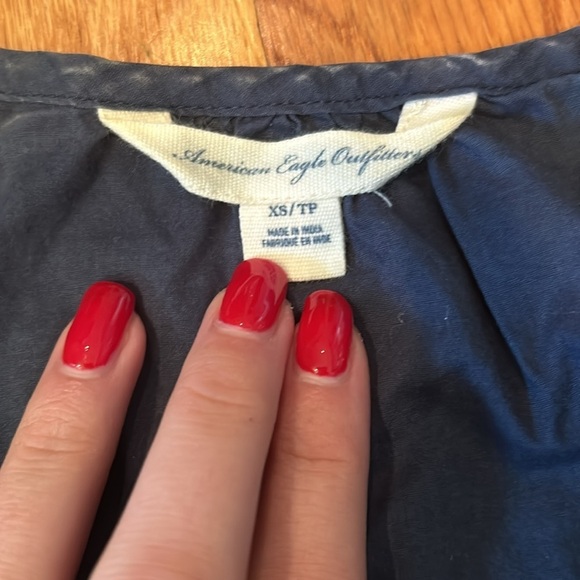 American Eagle Outfitters
XS/TP
MADE IN INDIA
FABRIQUÉ EN INDE